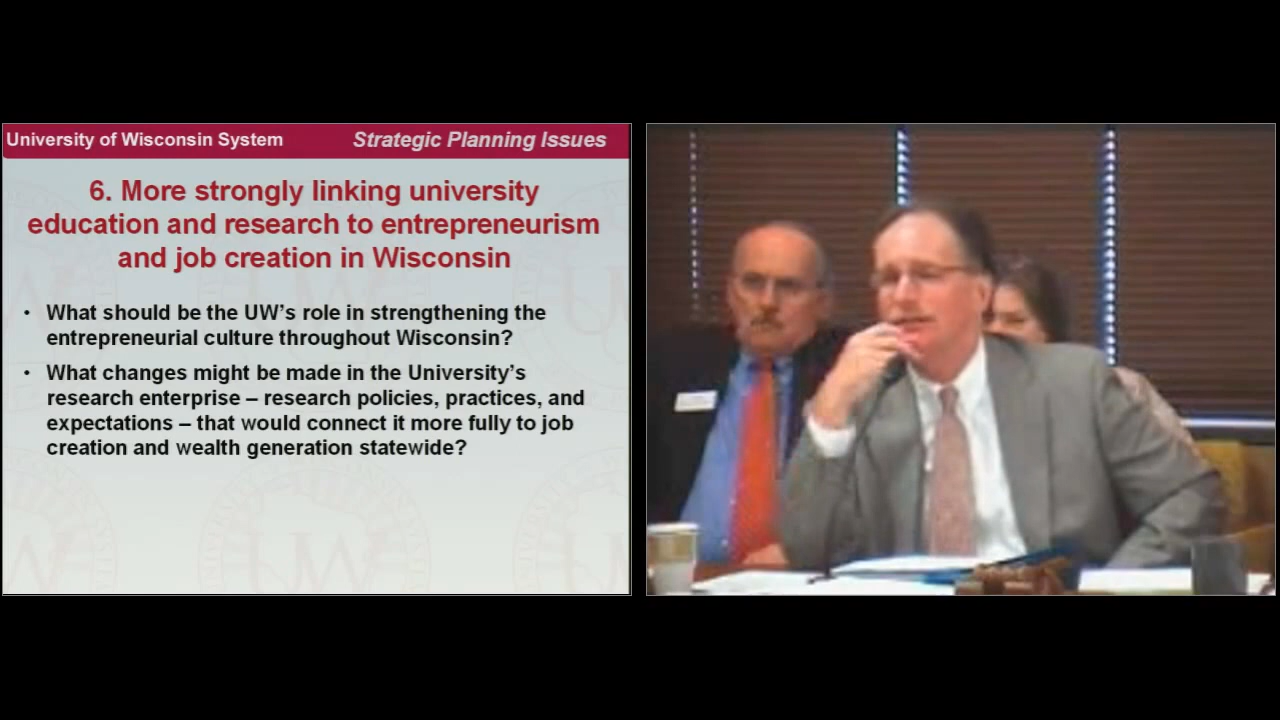 University of Wisconsin System
Strategic Planning Issues
6. More strongly linking university
education and research to entrepreneurism
and job creation in Wisconsin
• What should be the UW’s role in strengthening the
entrepreneurial culture throughout Wisconsin?
• What changes might be made in the University’s
research enterprise – research policies, practices, and
expectations – that would connect it more fully to job
creation and wealth generation statewide?